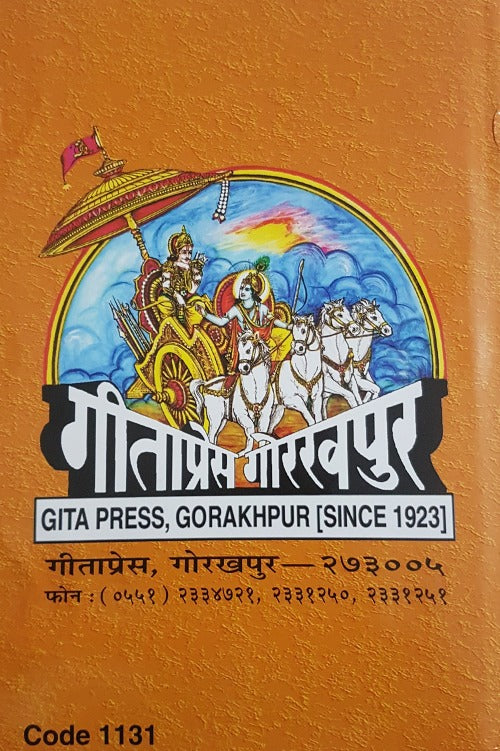 गीताप्रेस गोरखपुर
GITA PRESS, GORAKHPUR [SINCE 1923]
गीताप्रेस, गोरखपुर—२७३००५
फोन : ( ०५५१ ) २३३४७२१, २३३१२५०, २३३१२५१
Code 1131